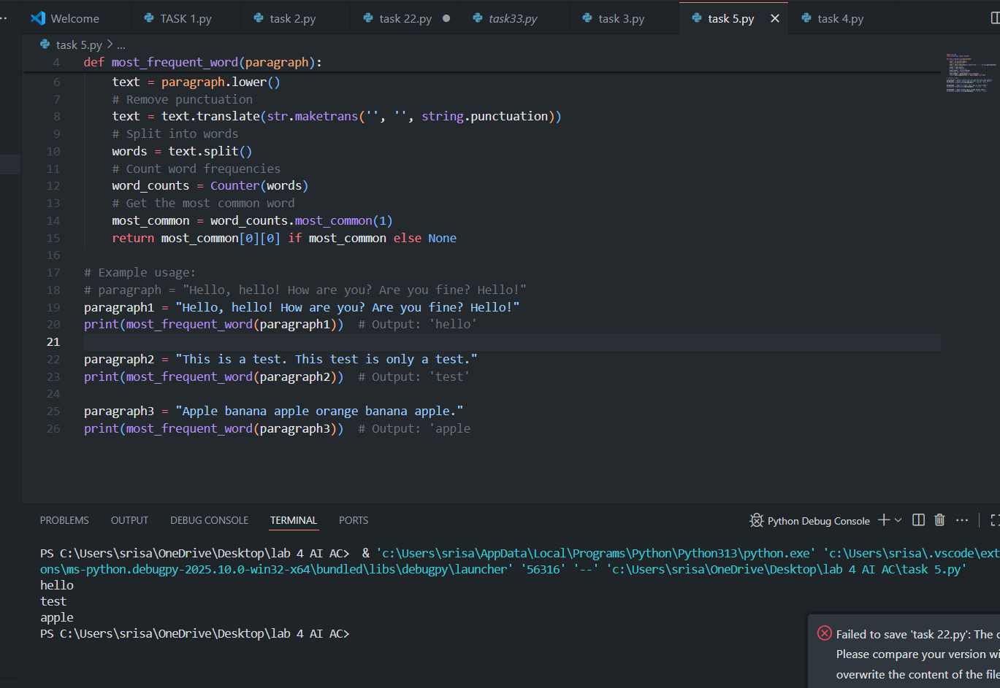 Welcome TASK 1.py task 2.py task 22.py task33.py task 3.py task 5.py task 4.py
task 5.py > ...
4 def most_frequent_word(paragraph):
6     text = paragraph.lower()
7     # Remove punctuation
8     text = text.translate(str.maketrans('', '', string.punctuation))
9     # Split into words
10     words = text.split()
11     # Count word frequencies
12     word_counts = Counter(words)
13     # Get the most common word
14     most_common = word_counts.most_common(1)
15     return most_common[0][0] if most_common else None
16
17 # Example usage:
18 # paragraph = "Hello, hello! How are you? Are you fine? Hello!"
19 paragraph1 = "Hello, hello! How are you? Are you fine? Hello!"
20 print(most_frequent_word(paragraph1))  # Output: 'hello'
21
22 paragraph2 = "This is a test. This test is only a test."
23 print(most_frequent_word(paragraph2))  # Output: 'test'
24
25 paragraph3 = "Apple banana apple orange banana apple."
26 print(most_frequent_word(paragraph3))  # Output: 'apple
PROBLEMS OUTPUT DEBUG CONSOLE TERMINAL PORTS Python Debug Console
PS C:\Users\srisa\OneDrive\Desktop\lab 4 AI AC>  & 'c:\Users\srisa\AppData\Local\Programs\Python\Python313\python.exe' 'c:\Users\srisa\.vscode\ext
ons\ms-python.debugpy-2025.10.0-win32-x64\bundled\libs\debugpy\launcher' '56316' '--' 'c:\Users\srisa\OneDrive\Desktop\lab 4 AI AC\task 5.py'
hello
test
apple
PS C:\Users\srisa\OneDrive\Desktop\lab 4 AI AC>
Failed to save 'task 22.py': The
Please compare your version
overwrite the content of the file